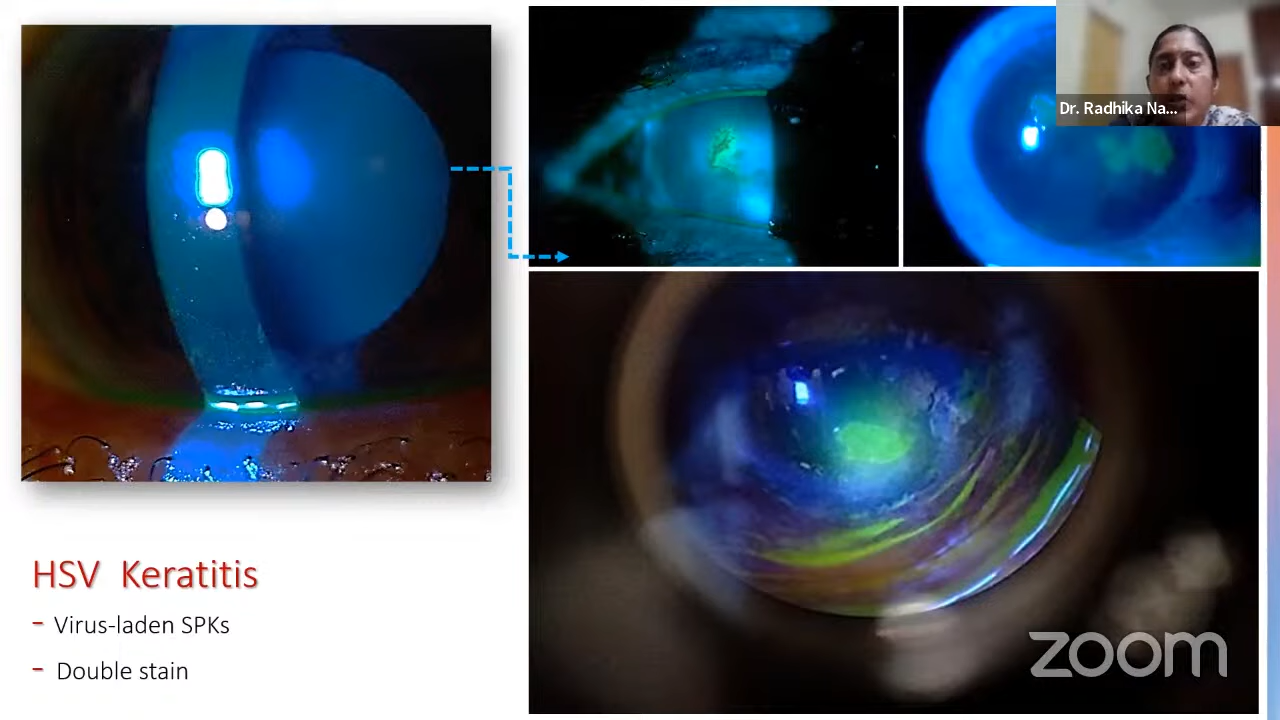 Dr. Radhika Na...
HSV Keratitis
- Virus-laden SPKs
- Double stain
zoom